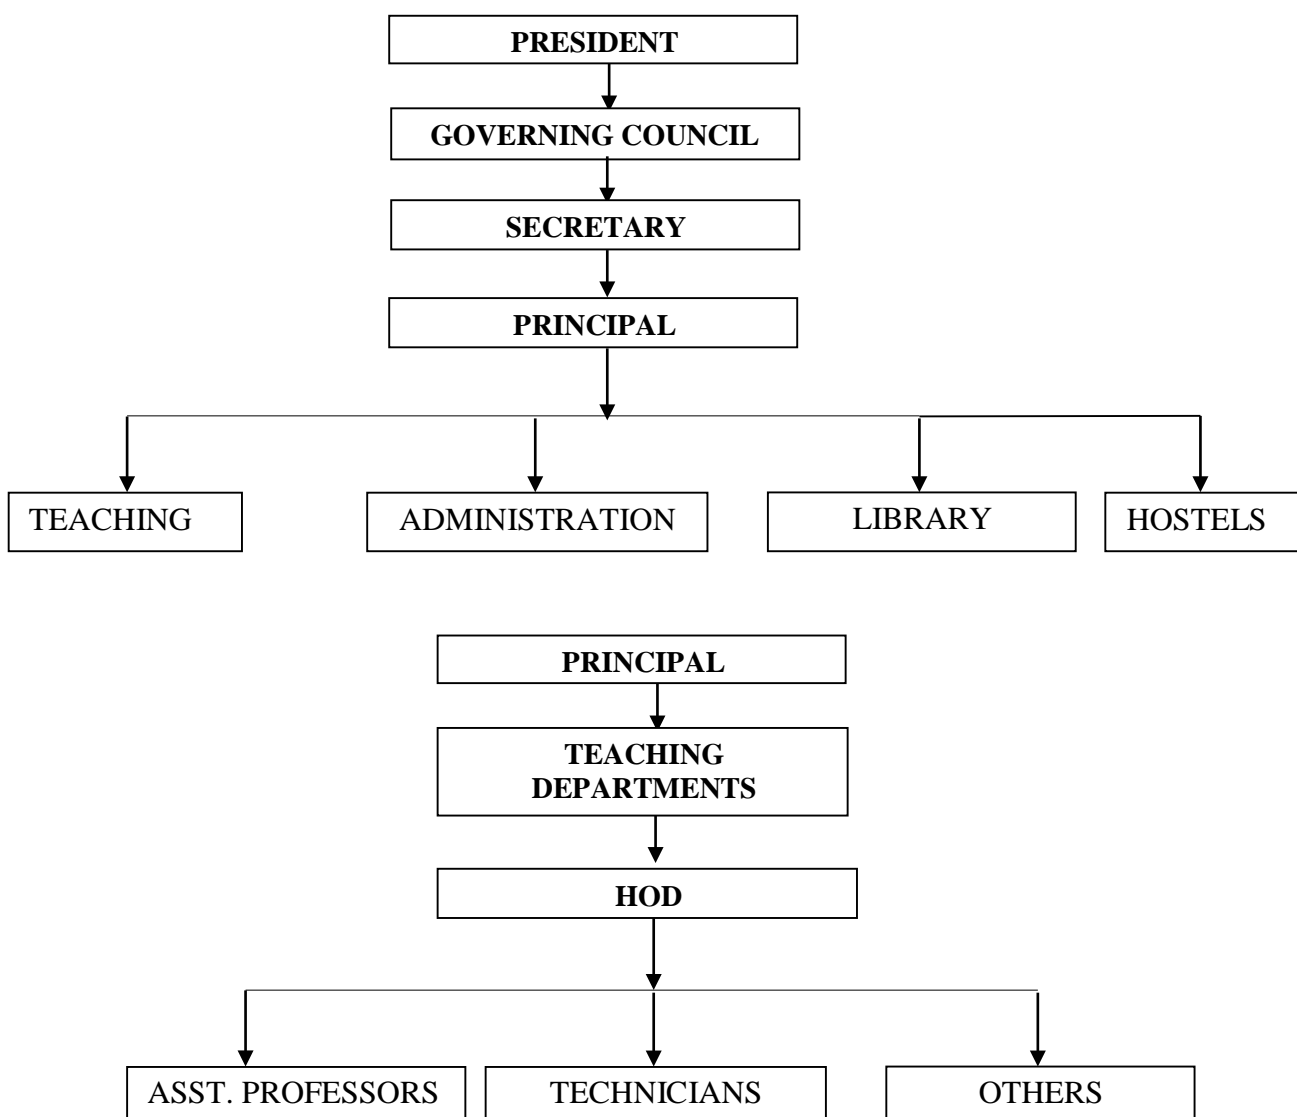 PRESIDENT
GOVERNING COUNCIL
SECRETARY
PRINCIPAL
TEACHING
ADMINISTRATION
LIBRARY
HOSTELS
PRINCIPAL
TEACHING
DEPARTMENTS
HOD
ASST. PROFESSORS
TECHNICIANS
OTHERS